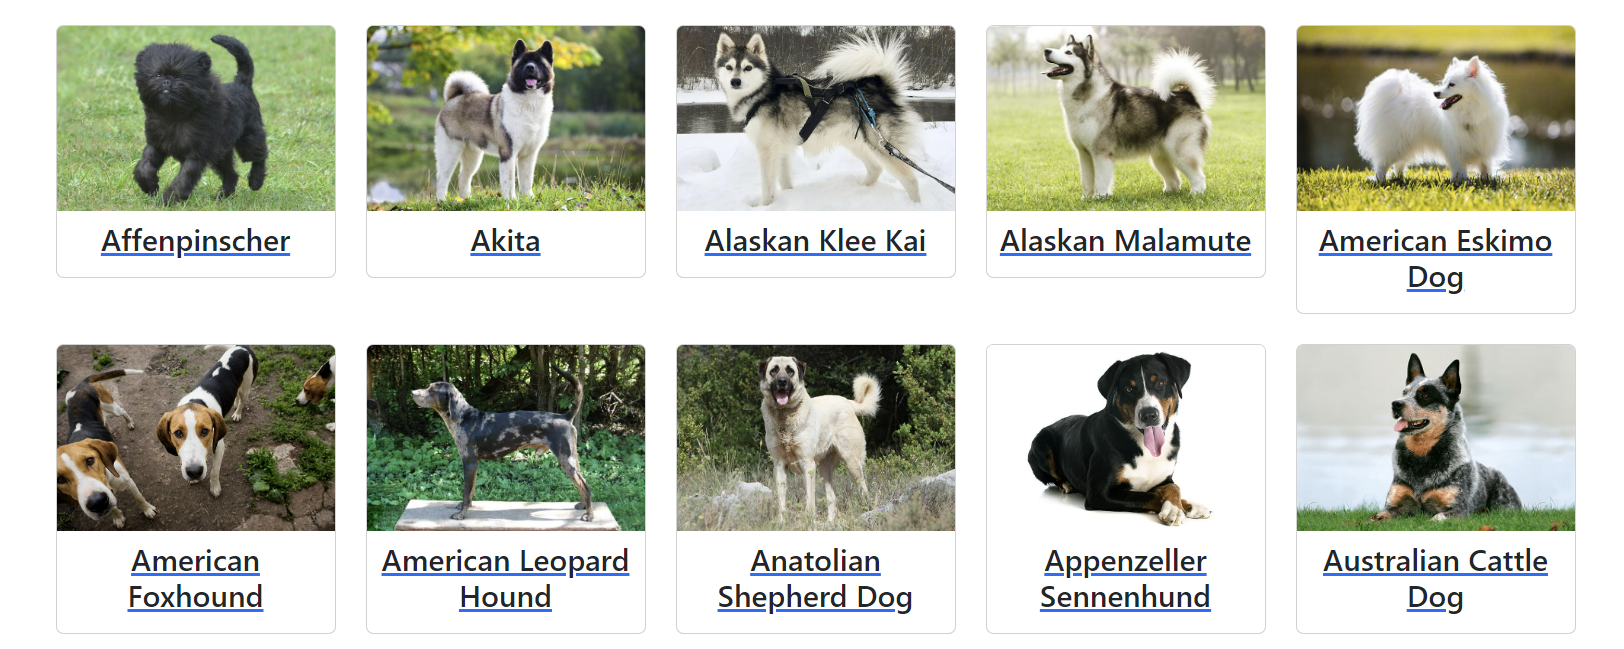 Affenpinscher
Akita
Alaskan Klee Kai
Alaskan Malamute
American Eskimo
Dog
American
Foxhound
American Leopard
Hound
Anatolian
Shepherd Dog
Appenzeller
Sennenhund
Australian Cattle
Dog